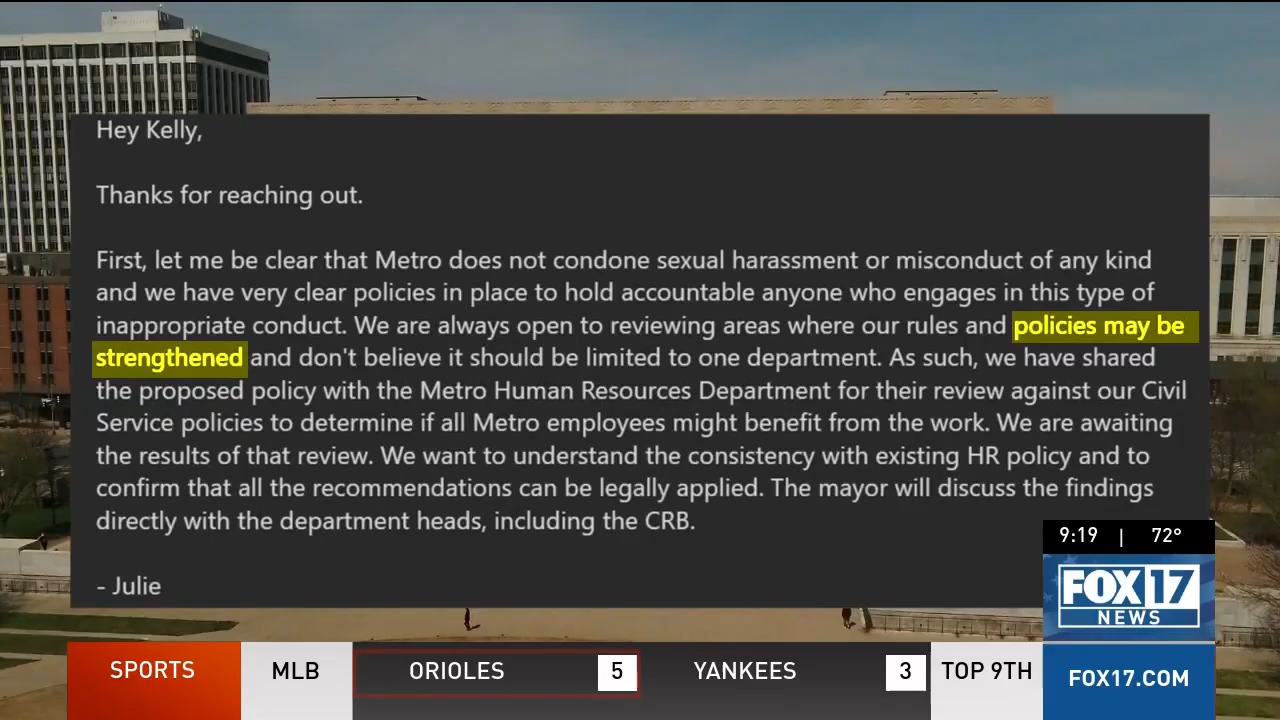 Hey Kelly,
Thanks for reaching out.
First, let me be clear that Metro does not condone sexual harassment or misconduct of any kind
and we have very clear policies in place to hold accountable anyone who engages in this type of
inappropriate conduct. We are always open to reviewing areas where our rules and policies may be
strengthened and don't believe it should be limited to one department. As such, we have shared
the proposed policy with the Metro Human Resources Department for their review against our Civil
Service policies to determine if all Metro employees might benefit from the work. We are awaiting
the results of that review. We want to understand the consistency with existing HR policy and to
confirm that all the recommendations can be legally applied. The mayor will discuss the findings
directly with the department heads, including the CRB.
- Julie
9:19 | 72°
FOX 17
NEWS
SPORTS MLB ORIOLES 5 YANKEES 3 TOP 9TH FOX17.COM